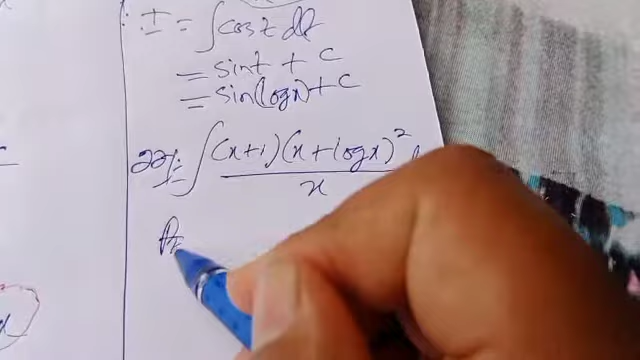 ∴ I = ∫ cos t dt
= sin t + c
= sin(log x) + c
22) I = ∫ (x+1)(x+log x)² / x